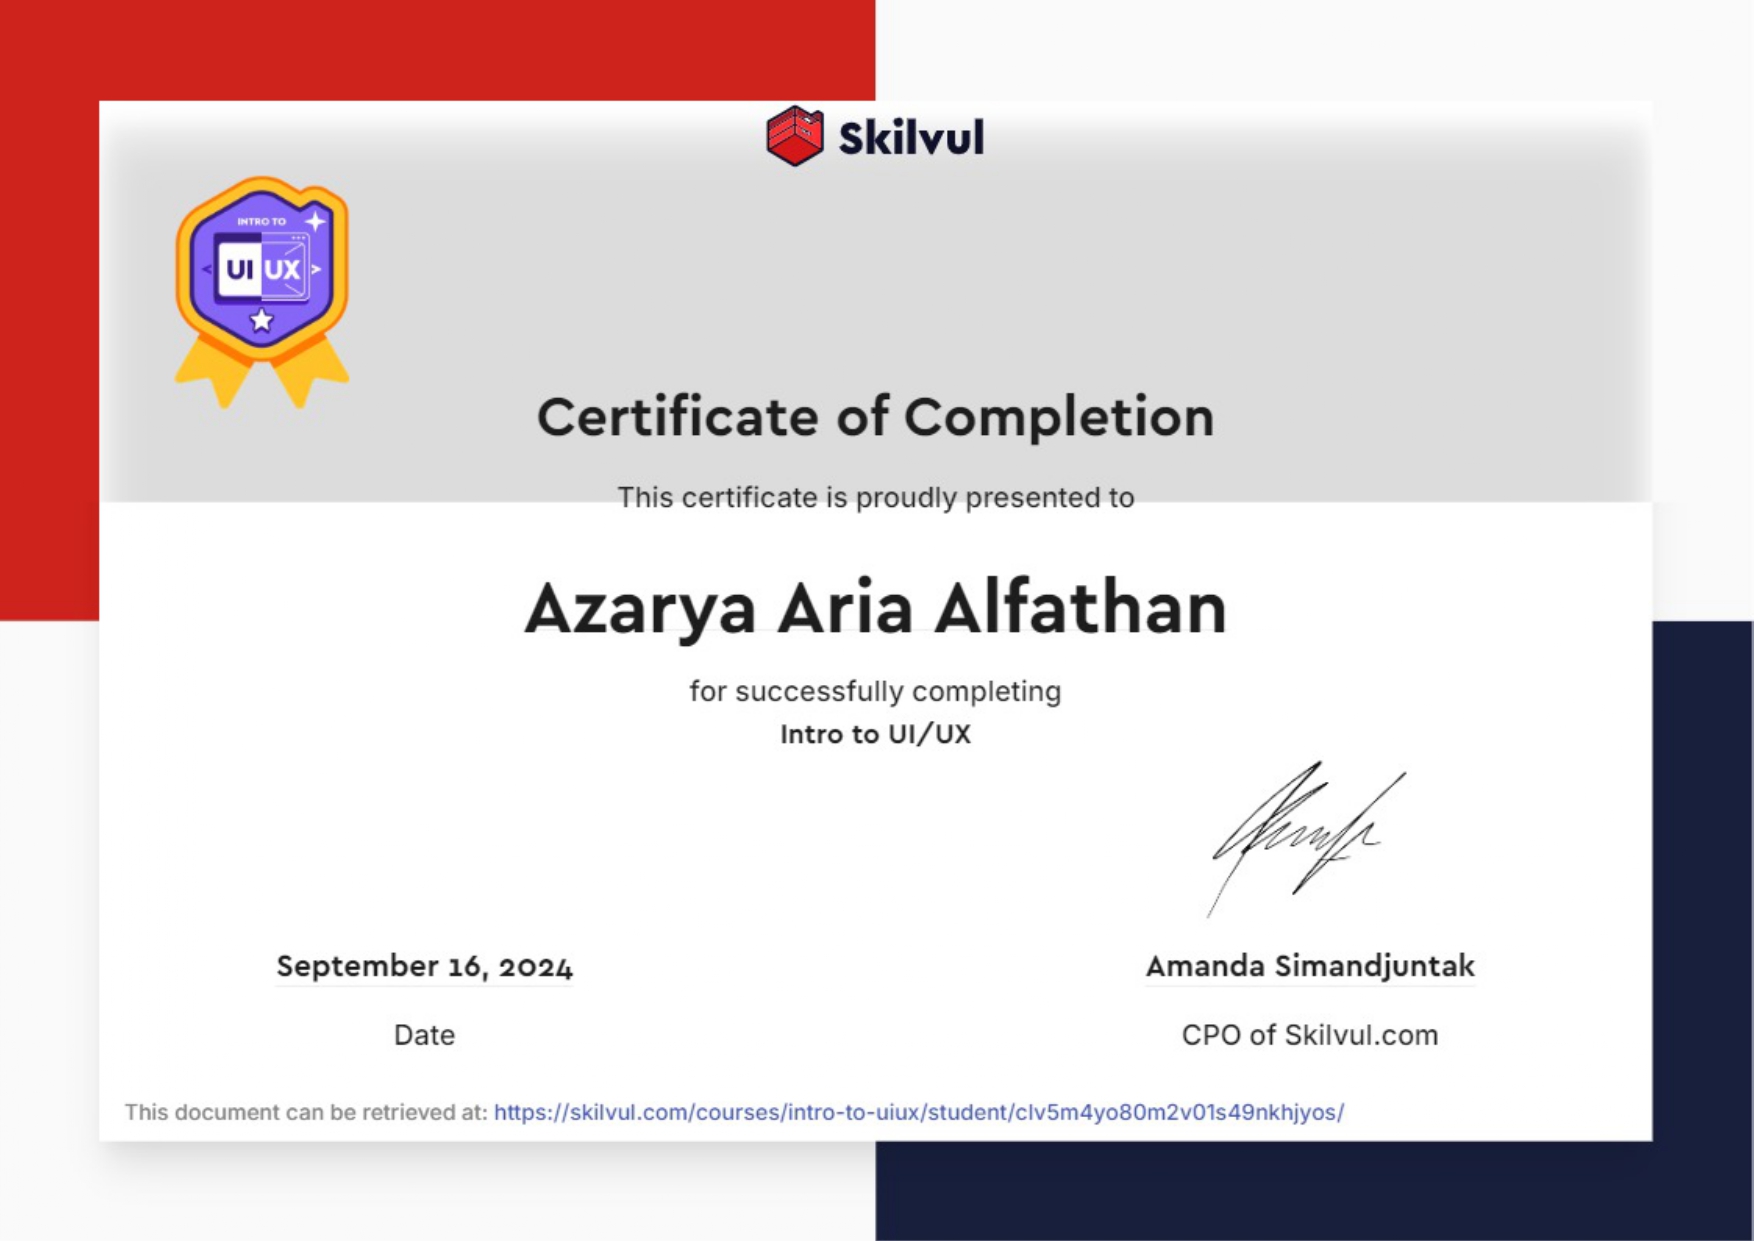 Skilvul
INTRO TO
UI UX
Certificate of Completion
This certificate is proudly presented to
Azarya Aria Alfathan
for successfully completing
Intro to UI/UX
September 16, 2024
Amanda Simandjuntak
Date
CPO of Skilvul.com
This document can be retrieved at: https://skilvul.com/courses/intro-to-uiux/student/clv5m4yo80m2v01s49nkhjyos/